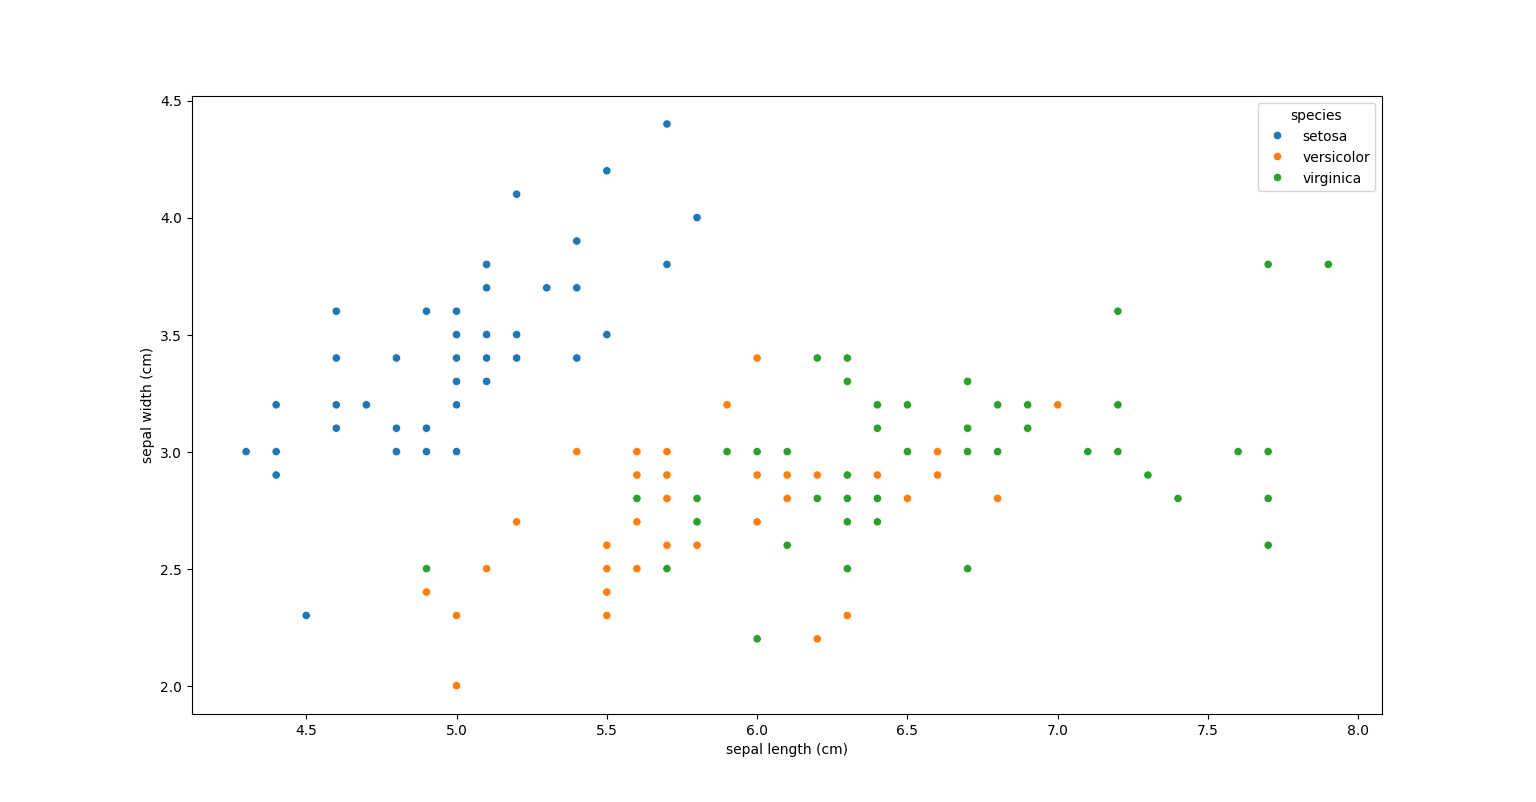 4.5
4.0
3.5
3.0
2.5
2.0
sepal width (cm)
species
setosa
versicolor
virginica
4.5 5.0 5.5 6.0 6.5 7.0 7.5 8.0
sepal length (cm)